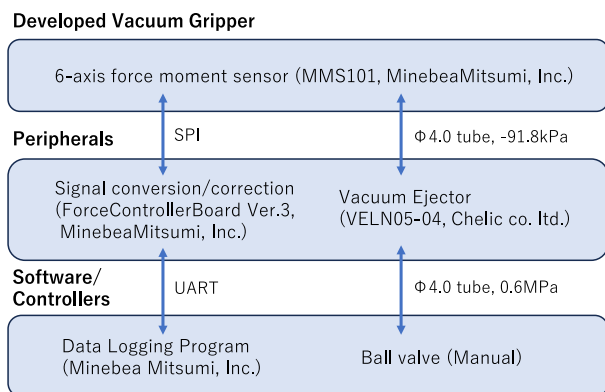 Developed Vacuum Gripper
6-axis force moment sensor (MMS101, MinebeaMitsumi, Inc.)
Peripherals
SPI
Φ4.0 tube, -91.8kPa
Signal conversion/correction
(ForceControllerBoard Ver.3,
MinebeaMitsumi, Inc.)
Vacuum Ejector
(VELN05-04, Chelic co. ltd.)
Software/
Controllers
UART
Φ4.0 tube, 0.6MPa
Data Logging Program
(Minebea Mitsumi, Inc.)
Ball valve (Manual)